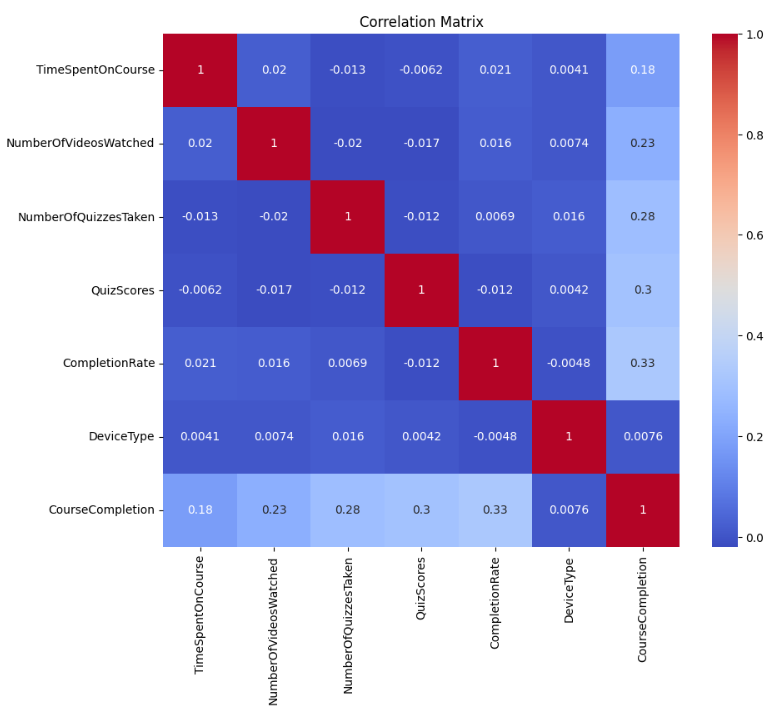 Correlation Matrix
TimeSpentOnCourse 1 0.02 -0.013 -0.0062 0.021 0.0041 0.18
NumberOfVideosWatched 0.02 1 -0.02 -0.017 0.016 0.0074 0.23
NumberOfQuizzesTaken -0.013 -0.02 1 -0.012 0.0069 0.016 0.28
QuizScores -0.0062 -0.017 -0.012 1 -0.012 0.0042 0.3
CompletionRate 0.021 0.016 0.0069 -0.012 1 -0.0048 0.33
DeviceType 0.0041 0.0074 0.016 0.0042 -0.0048 1 0.0076
CourseCompletion 0.18 0.23 0.28 0.3 0.33 0.0076 1
TimeSpentOnCourse
NumberOfVideosWatched
NumberOfQuizzesTaken
QuizScores
CompletionRate
DeviceType
CourseCompletion
1.0
0.8
0.6
0.4
0.2
0.0